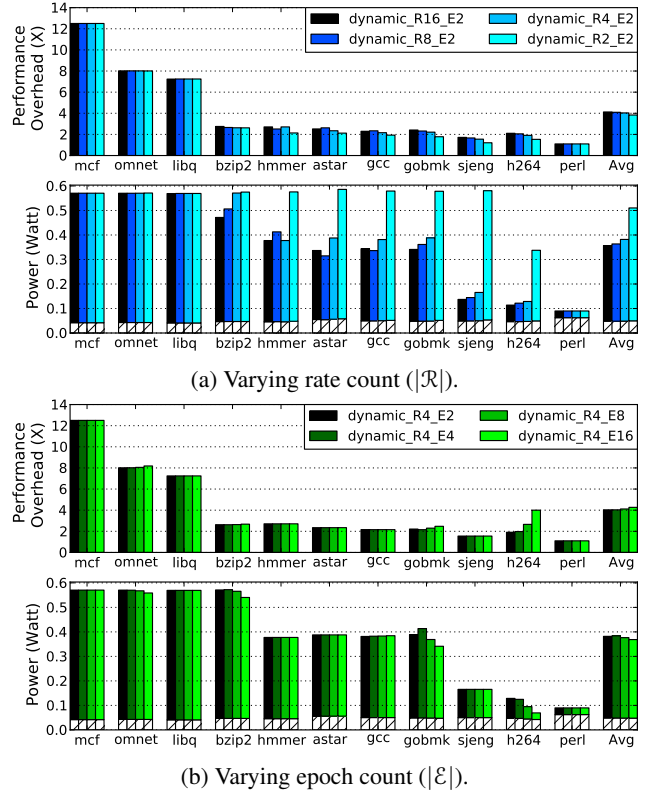 14
12
10
8
6
4
2
0
Performance
Overhead (X)
dynamic_R16_E2 dynamic_R4_E2
dynamic_R8_E2 dynamic_R2_E2
mcf omnet libq bzip2 hmmer astar gcc gobmk sjeng h264 perl Avg
0.6
0.5
0.4
0.3
0.2
0.1
0.0
Power (Watt)
mcf omnet libq bzip2 hmmer astar gcc gobmk sjeng h264 perl Avg
(a) Varying rate count (|ℛ|).
14
12
10
8
6
4
2
0
Performance
Overhead (X)
dynamic_R4_E2 dynamic_R4_E8
dynamic_R4_E4 dynamic_R4_E16
mcf omnet libq bzip2 hmmer astar gcc gobmk sjeng h264 perl Avg
0.6
0.5
0.4
0.3
0.2
0.1
0.0
Power (Watt)
mcf omnet libq bzip2 hmmer astar gcc gobmk sjeng h264 perl Avg
(b) Varying epoch count (|ℰ|).